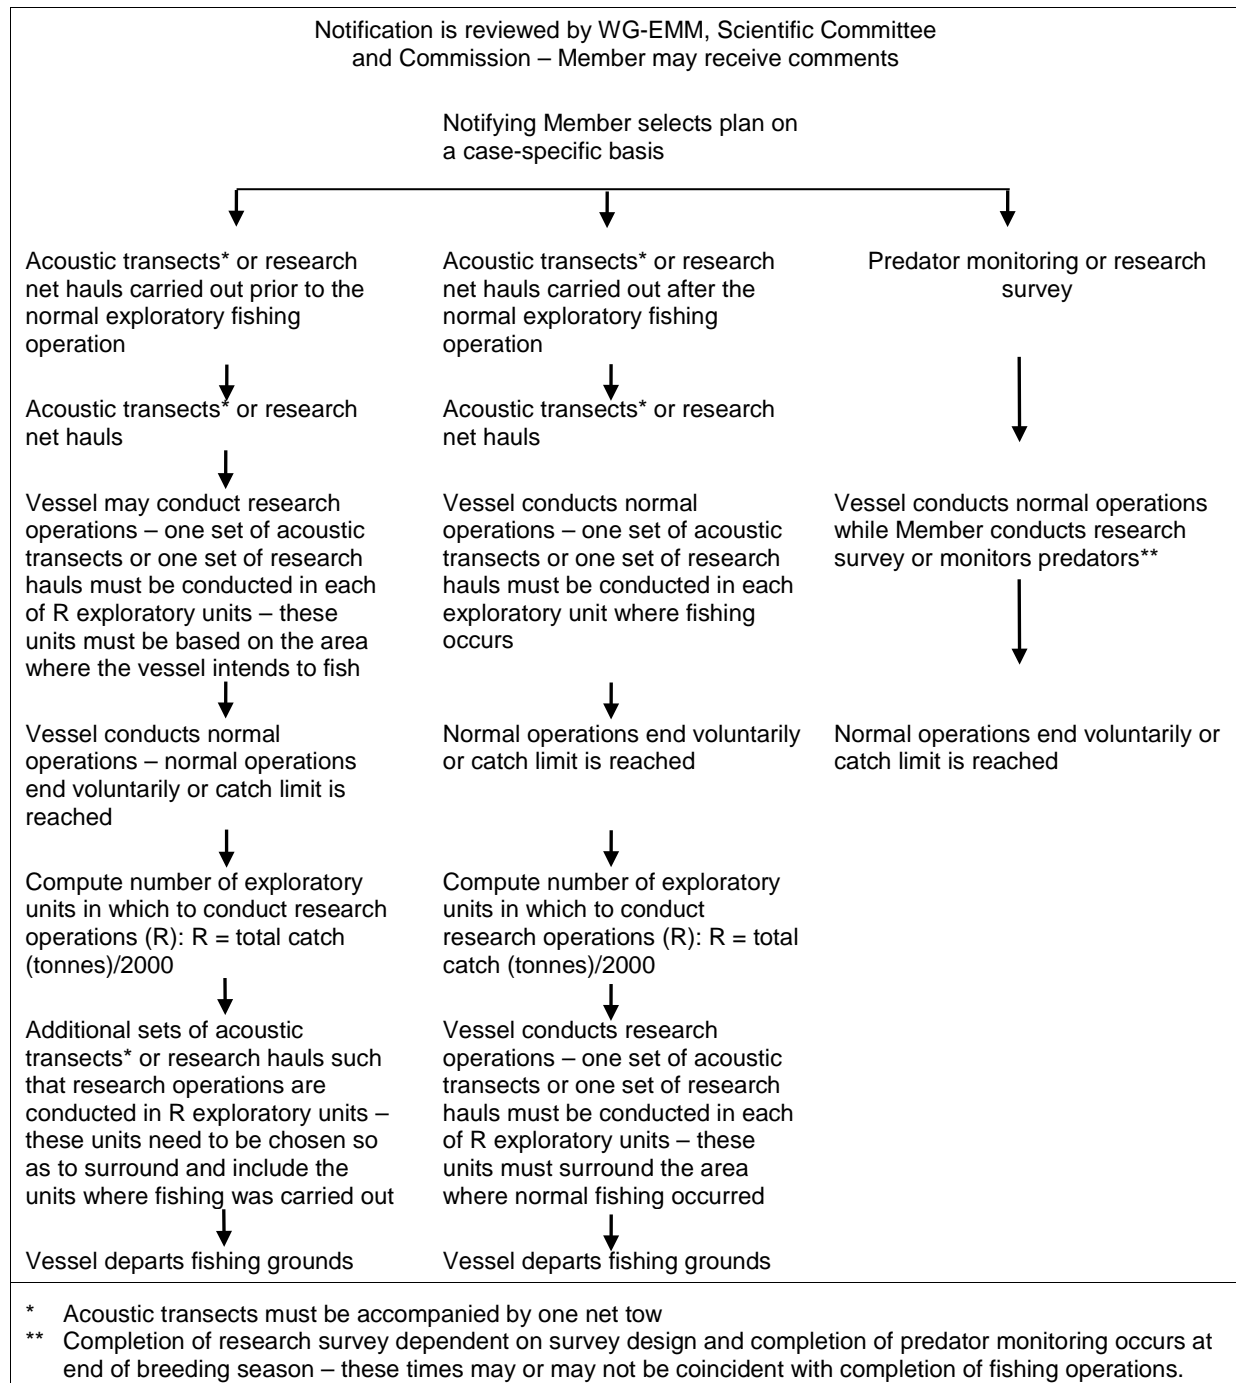 Notification is reviewed by WG-EMM, Scientific Committee
and Commission – Member may receive comments
Notifying Member selects plan on
a case-specific basis
Acoustic transects* or research
net hauls carried out prior to the
normal exploratory fishing
operation
Acoustic transects* or research
net hauls
Vessel may conduct research
operations – one set of acoustic
transects or one set of research
hauls must be conducted in each
of R exploratory units – these
units must be based on the area
where the vessel intends to fish
Vessel conducts normal
operations – normal operations
end voluntarily or catch limit is
reached
Compute number of exploratory
units in which to conduct research
operations (R): R = total catch
(tonnes)/2000
Additional sets of acoustic
transects* or research hauls such
that research operations are
conducted in R exploratory units –
these units need to be chosen so
as to surround and include the
units where fishing was carried out
Vessel departs fishing grounds
Acoustic transects* or research
net hauls carried out after the
normal exploratory fishing
operation
Acoustic transects* or research
net hauls
Vessel conducts normal
operations – one set of acoustic
transects or one set of research
hauls must be conducted in each
exploratory unit where fishing
occurs
Normal operations end voluntarily
or catch limit is reached
Compute number of exploratory
units in which to conduct
research operations (R): R = total
catch (tonnes)/2000
Vessel conducts research
operations – one set of acoustic
transects or one set of research
hauls must be conducted in each
of R exploratory units – these
units must surround the area
where normal fishing occurred
Vessel departs fishing grounds
Predator monitoring or research
survey
Vessel conducts normal operations
while Member conducts research
survey or monitors predators**
Normal operations end voluntarily or
catch limit is reached
* Acoustic transects must be accompanied by one net tow
** Completion of research survey dependent on survey design and completion of predator monitoring occurs at
end of breeding season – these times may or may not be coincident with completion of fishing operations.